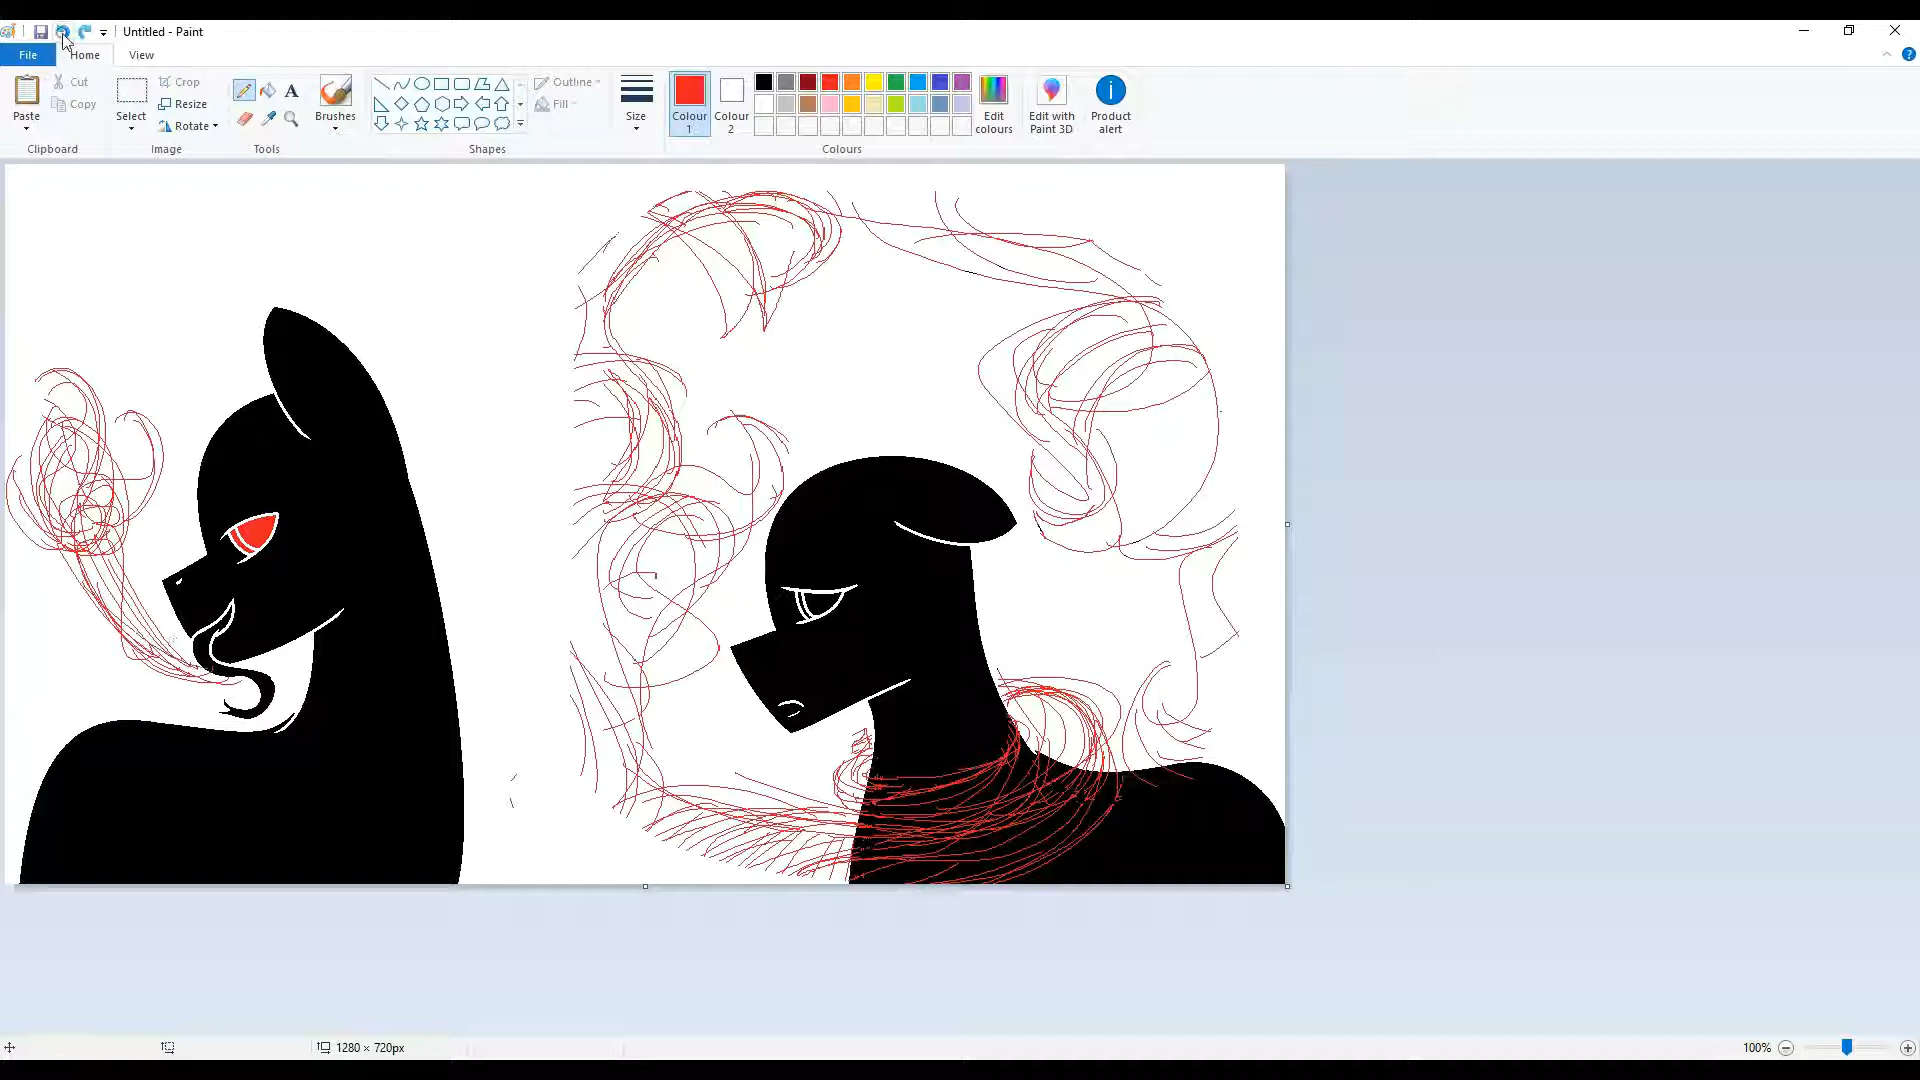 Untitled - Paint
File Home View
Paste
Cut
Copy
Clipboard
Select
Crop
Resize
Rotate
Image
Tools
Brushes
Shapes
Outline
Fill
Size
Colour 1
Colour 2
Edit colours
Colours
Edit with Paint 3D
Product alert
1280 × 720px
100%